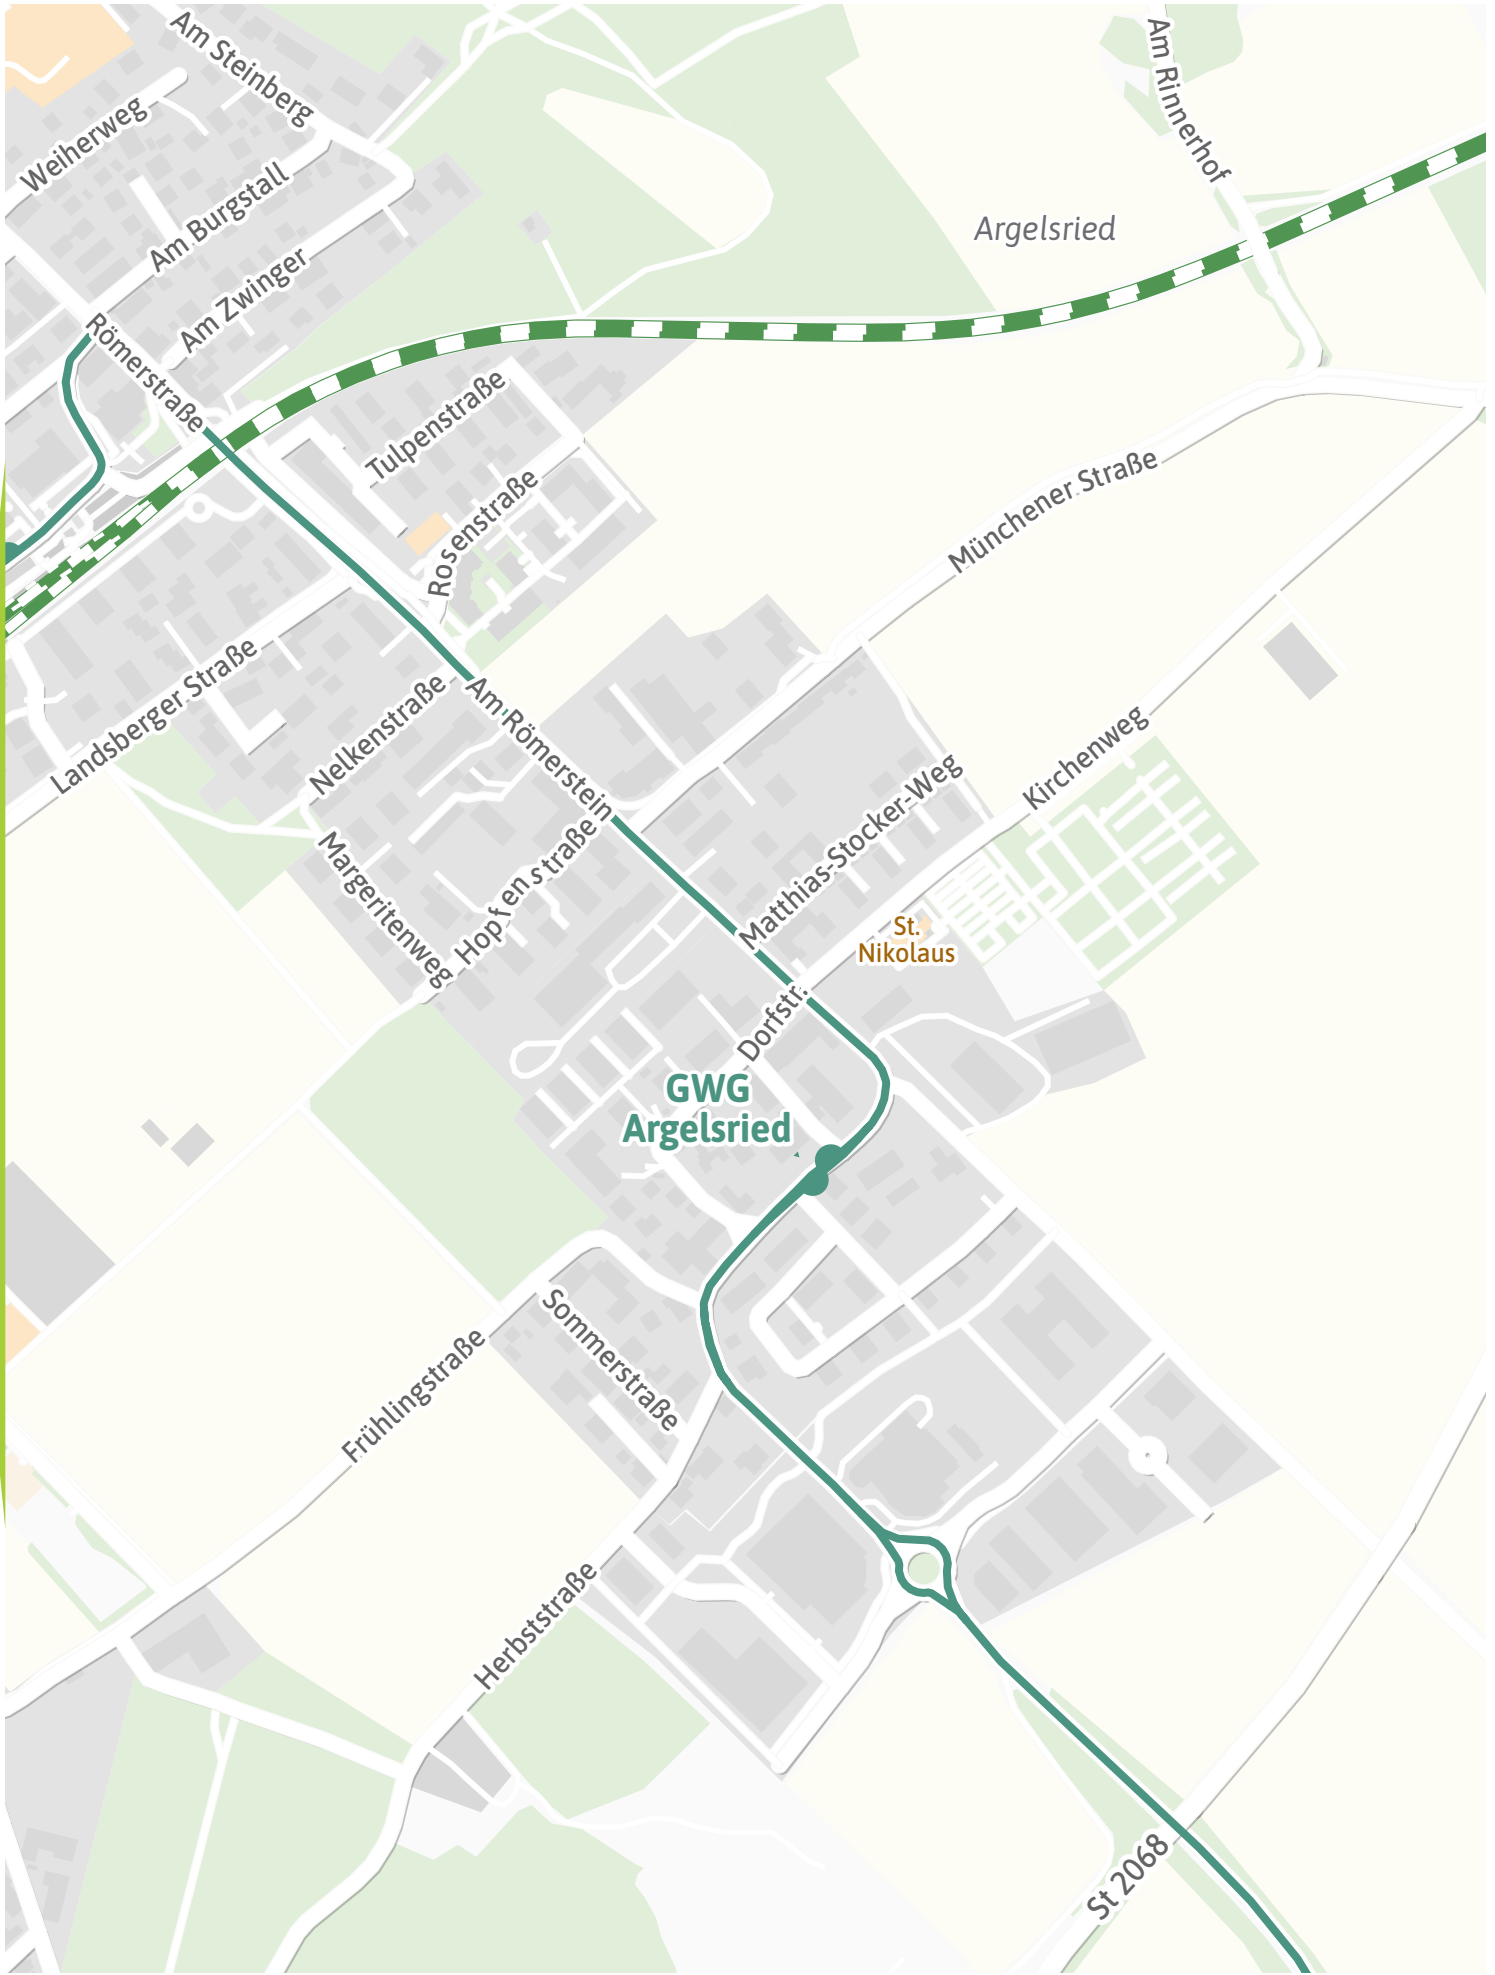 Am Steinberg
Am Rinnerhof
Weiherweg
Am Burgstall
Argelsried
Am Zwinger
Römerstraße
Tulpenstraße
Rosenstraße
Münchener Straße
Landsberger Straße
Nelkenstraße
Am Römerstein
Kirchenweg
Matthias-Stocker-Weg
Margeritenweg
Hopfenstraße
St.
Nikolaus
Dorfstr.
GWG
Argelsried
Sommerstraße
Frühlingstraße
Herbststraße
St 2068